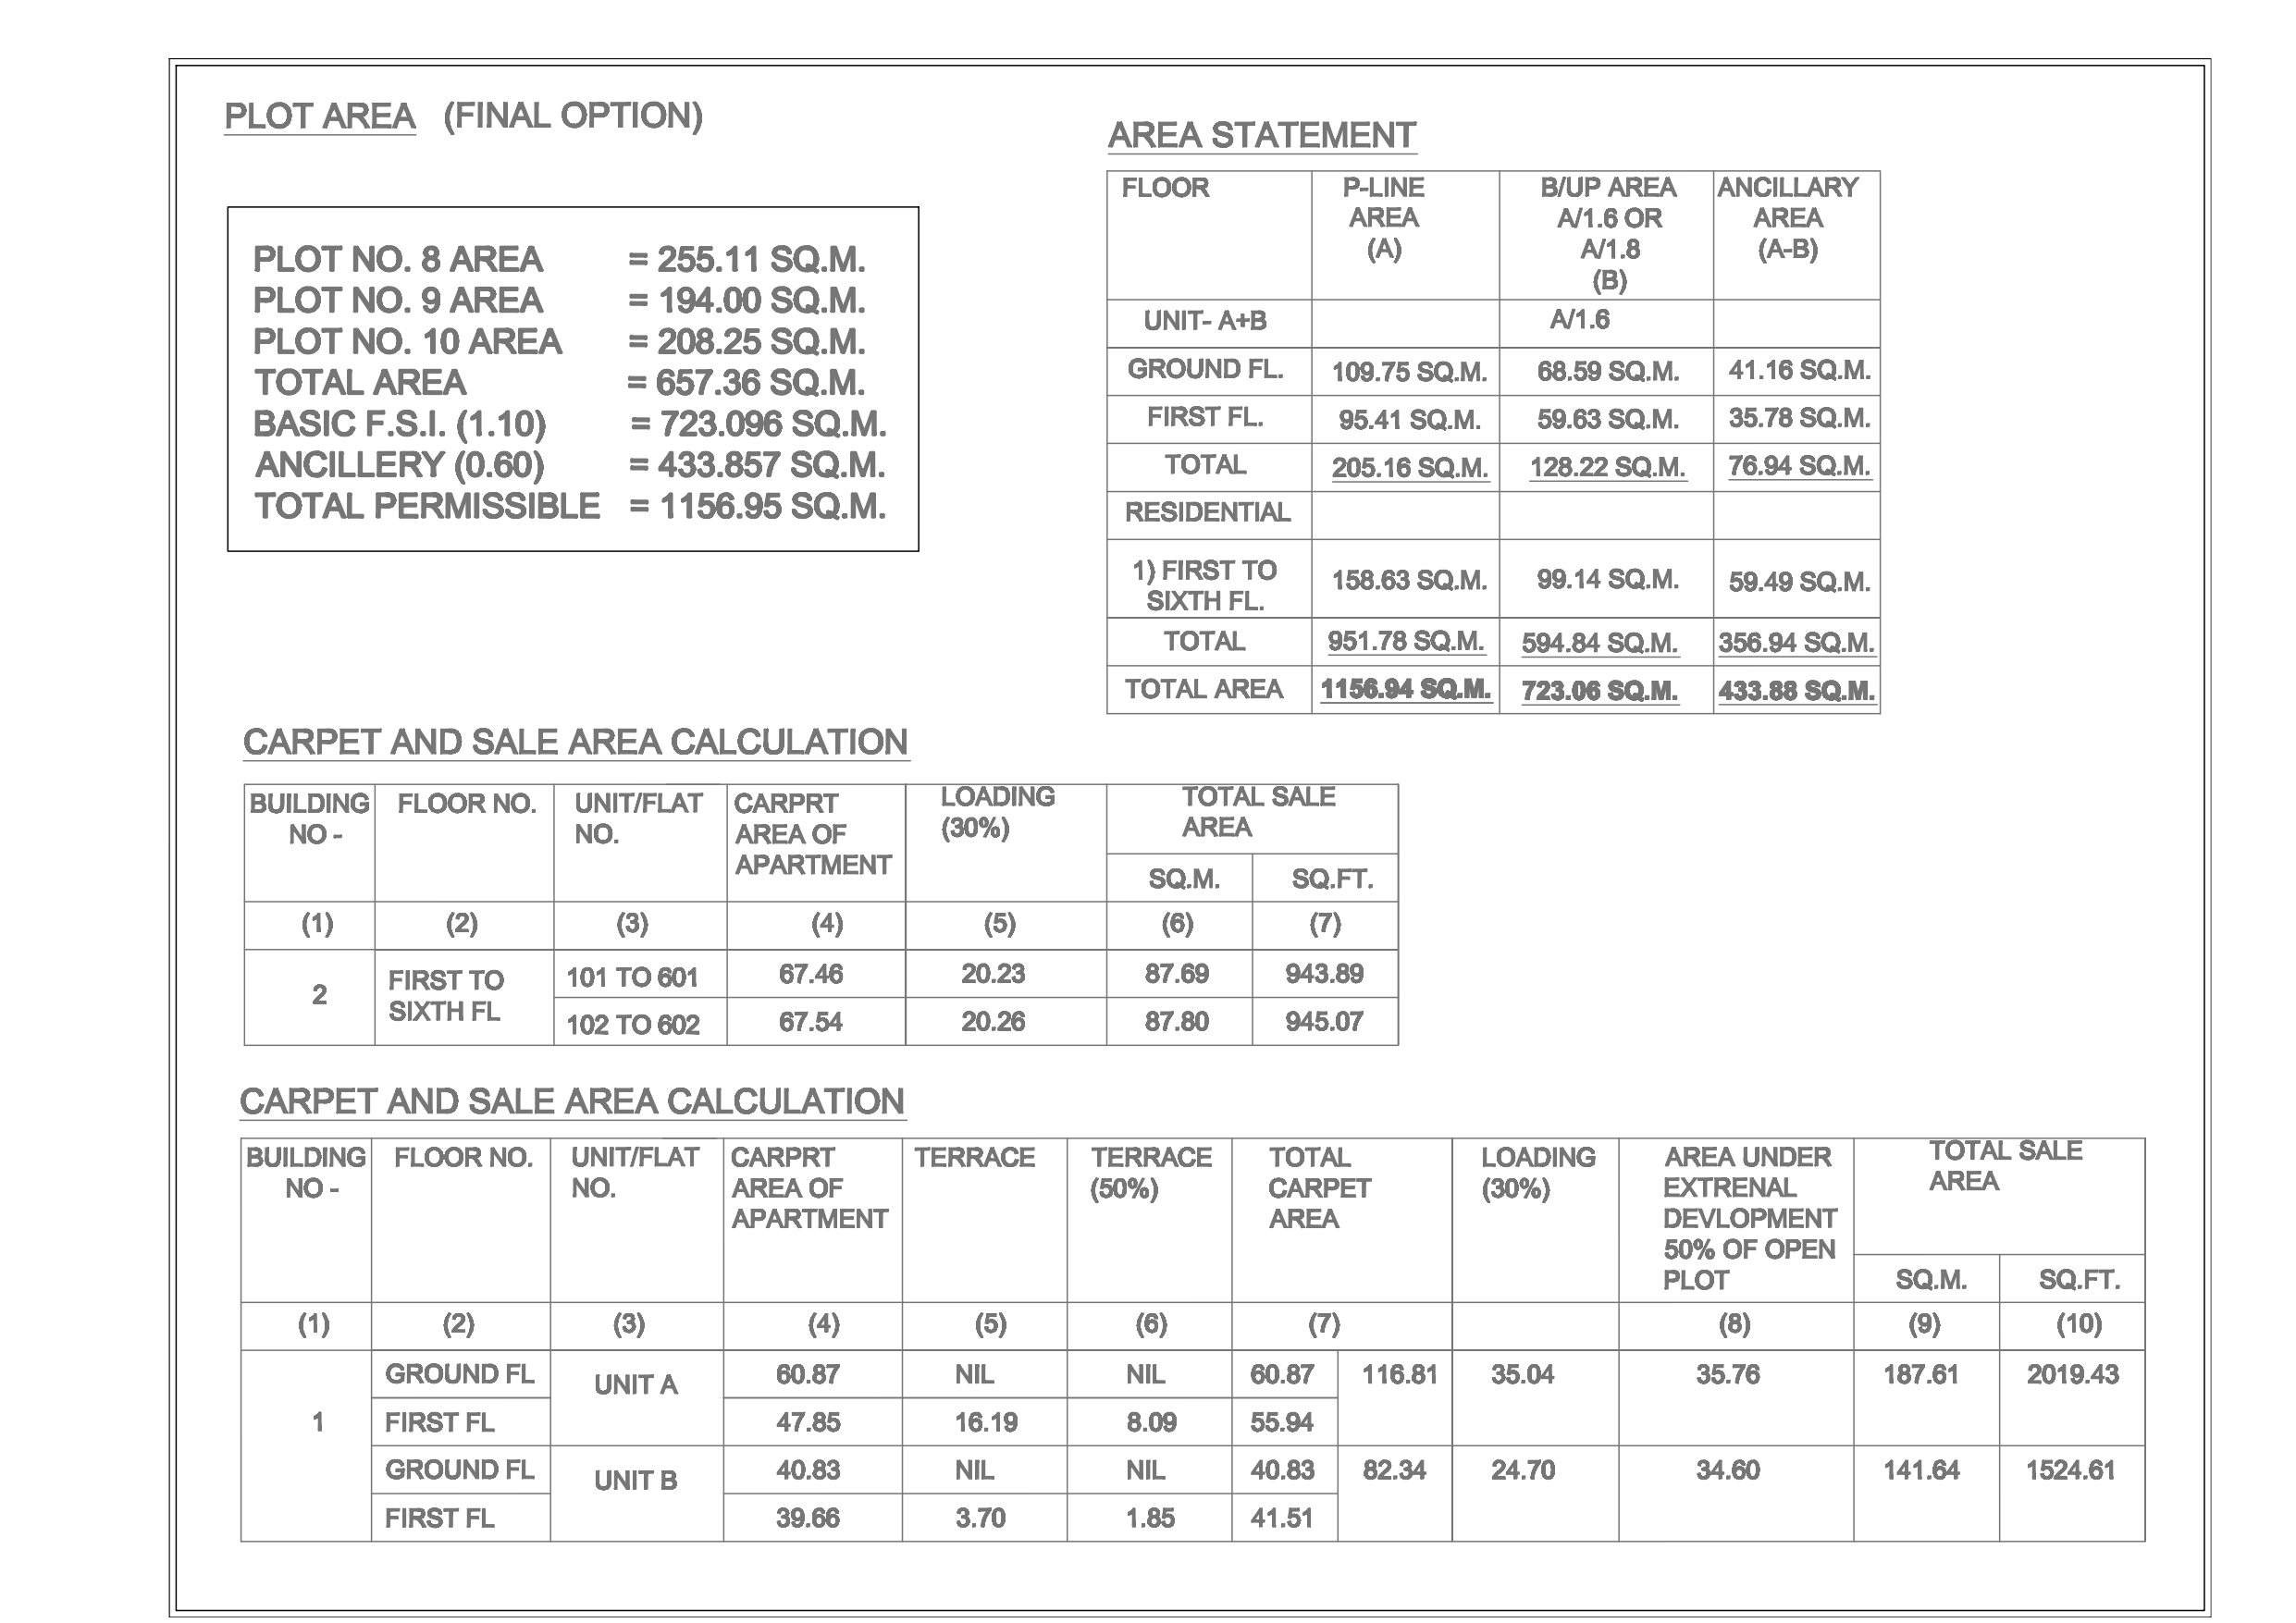 PLOT AREA (FINAL OPTION)
PLOT NO. 8 AREA = 255.11 SQ.M.
PLOT NO. 9 AREA = 194.00 SQ.M.
PLOT NO. 10 AREA = 208.25 SQ.M.
TOTAL AREA = 657.36 SQ.M.
BASIC F.S.I. (1.10) = 723.096 SQ.M.
ANCILLERY (0.60) = 433.857 SQ.M.
TOTAL PERMISSIBLE = 1156.95 SQ.M.
AREA STATEMENT
FLOOR P-LINE B/UP AREA ANCILLARY
AREA A/1.6 OR AREA
(A) A/1.8 (A-B)
(B)
UNIT- A+B A/1.6
GROUND FL. 109.75 SQ.M. 68.59 SQ.M. 41.16 SQ.M.
FIRST FL. 95.41 SQ.M. 59.63 SQ.M. 35.78 SQ.M.
TOTAL 205.16 SQ.M. 128.22 SQ.M. 76.94 SQ.M.
RESIDENTIAL
1) FIRST TO 158.63 SQ.M. 99.14 SQ.M. 59.49 SQ.M.
SIXTH FL.
TOTAL 951.78 SQ.M. 594.84 SQ.M. 356.94 SQ.M.
TOTAL AREA 1156.94 SQ.M. 723.06 SQ.M. 433.88 SQ.M.
CARPET AND SALE AREA CALCULATION
BUILDING FLOOR NO. UNIT/FLAT CARPRT LOADING TOTAL SALE
NO - NO. AREA OF (30%) AREA
APARTMENT SQ.M. SQ.FT.
(1) (2) (3) (4) (5) (6) (7)
2 FIRST TO 101 TO 601 67.46 20.23 87.69 943.89
SIXTH FL 102 TO 602 67.54 20.26 87.80 945.07
CARPET AND SALE AREA CALCULATION
BUILDING FLOOR NO. UNIT/FLAT CARPRT TERRACE TERRACE TOTAL LOADING AREA UNDER TOTAL SALE
NO - NO. AREA OF (50%) CARPET (30%) EXTRENAL AREA
APARTMENT AREA DEVLOPMENT
50% OF OPEN
PLOT SQ.M. SQ.FT.
(1) (2) (3) (4) (5) (6) (7) (8) (9) (10)
GROUND FL UNIT A 60.87 NIL NIL 60.87 116.81 35.04 35.76 187.61 2019.43
1 FIRST FL 47.85 16.19 8.09 55.94
GROUND FL UNIT B 40.83 NIL NIL 40.83 82.34 24.70 34.60 141.64 1524.61
FIRST FL 39.66 3.70 1.85 41.51